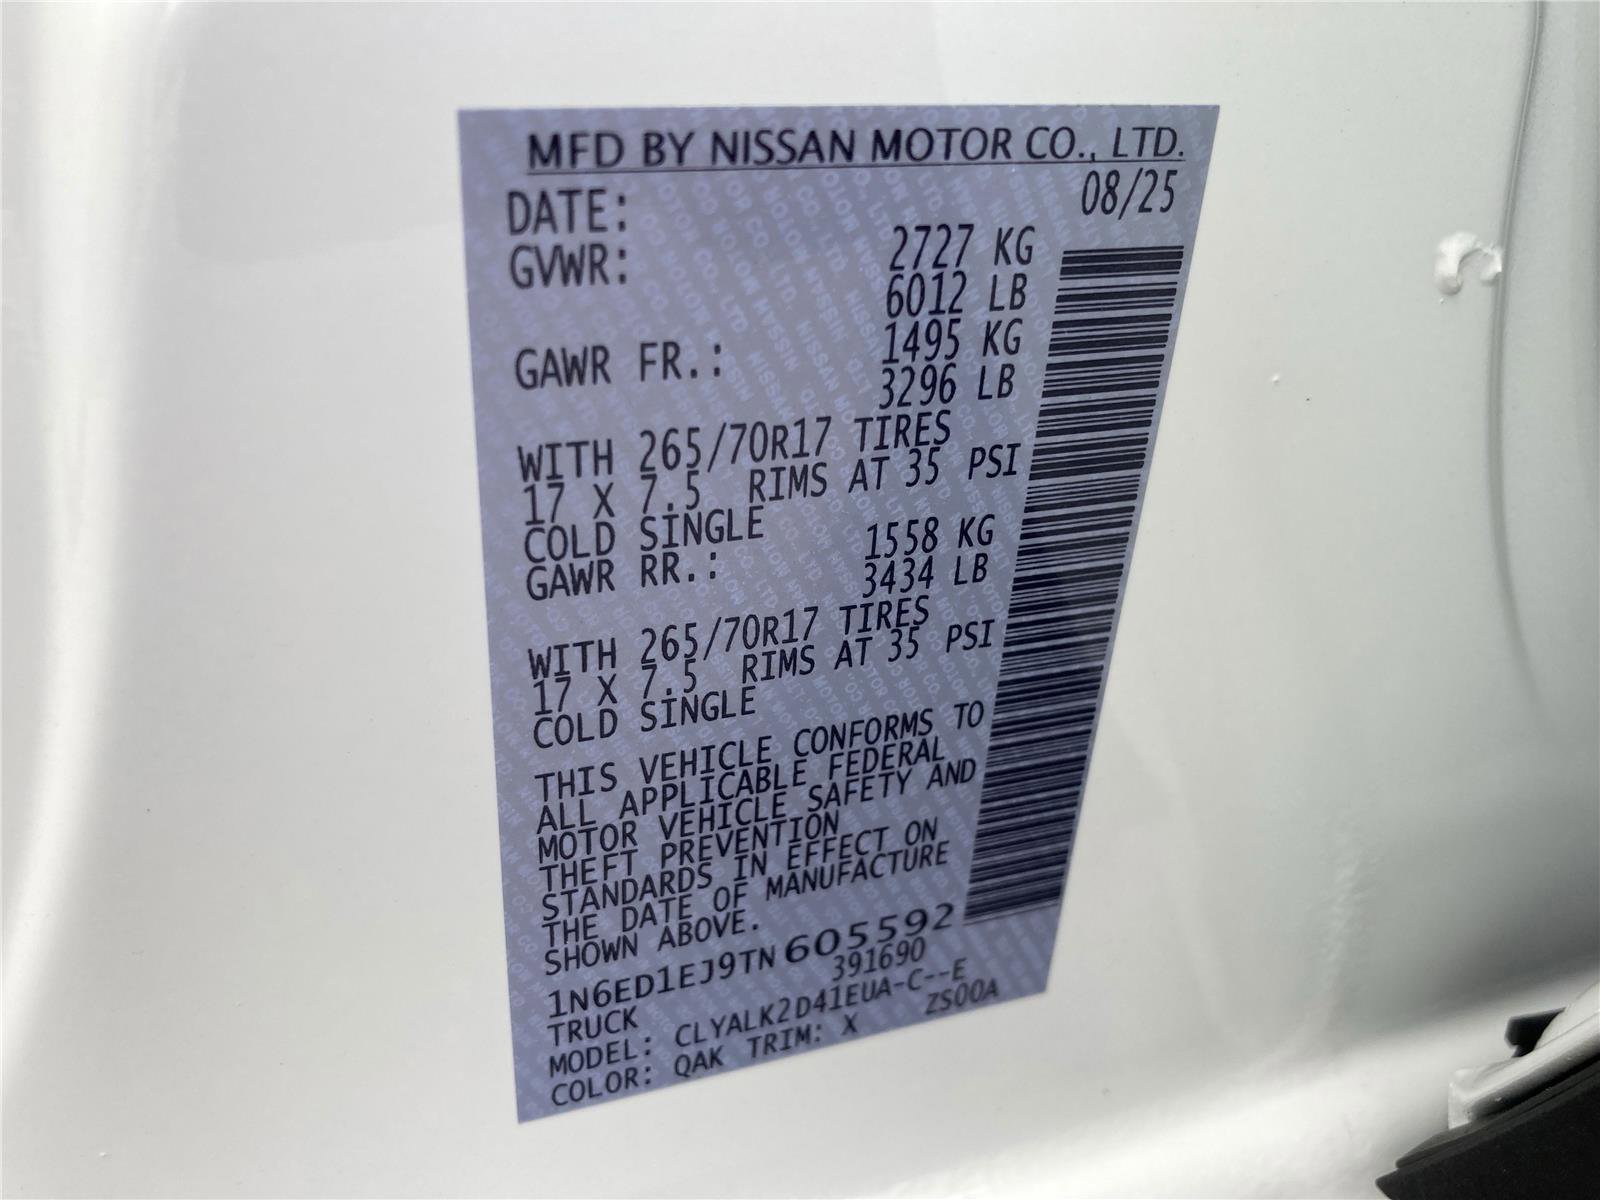 MFD BY NISSAN MOTOR CO., LTD.
DATE: 08/25
GVWR: 2727 KG
6012 LB
GAWR FR.: 1495 KG
3296 LB
WITH 265/70R17 TIRES
17 X 7.5 RIMS AT 35 PSI
COLD SINGLE
GAWR RR.: 1558 KG
3434 LB
WITH 265/70R17 TIRES
17 X 7.5 RIMS AT 35 PSI
COLD SINGLE
THIS VEHICLE CONFORMS TO
ALL APPLICABLE FEDERAL
MOTOR VEHICLE SAFETY AND
THEFT PREVENTION
STANDARDS IN EFFECT ON
THE DATE OF MANUFACTURE
SHOWN ABOVE.
1N6ED1EJ9TN605592
TRUCK 391690
MODEL: CLYALK2D41EUA-C--E
COLOR: QAK TRIM: X ZS00A